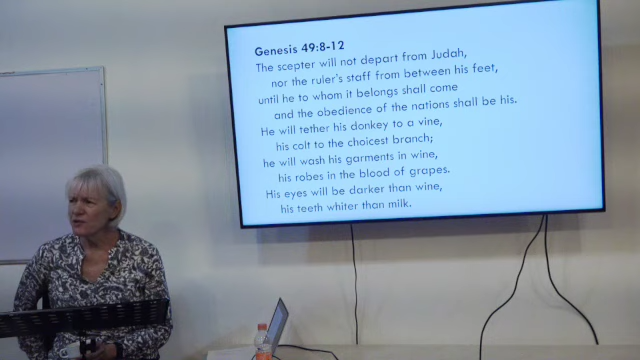 Genesis 49:8-12
The scepter will not depart from Judah,
nor the ruler's staff from between his feet,
until he to whom it belongs shall come
and the obedience of the nations shall be his.
He will tether his donkey to a vine,
his colt to the choicest branch;
he will wash his garments in wine,
his robes in the blood of grapes.
His eyes will be darker than wine,
his teeth whiter than milk.